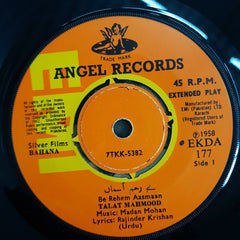 TRADE MARK
ANGEL RECORDS
45 R.P.M.
EXTENDED PLAY
Manufactured by
EMI (Pakistan) LTD.
Karachi
(Registered Users
of Trade Mark)
Silver Films
BAHANA
7TKK-5382
℗1958
EKDA
177
Side 1
بے رحم آسماں
Be Rehem Aasmaan
TALAT MAHMOOD
Music: Madan Mohan
Lyrics: Rajinder Krishan
(Urdu)